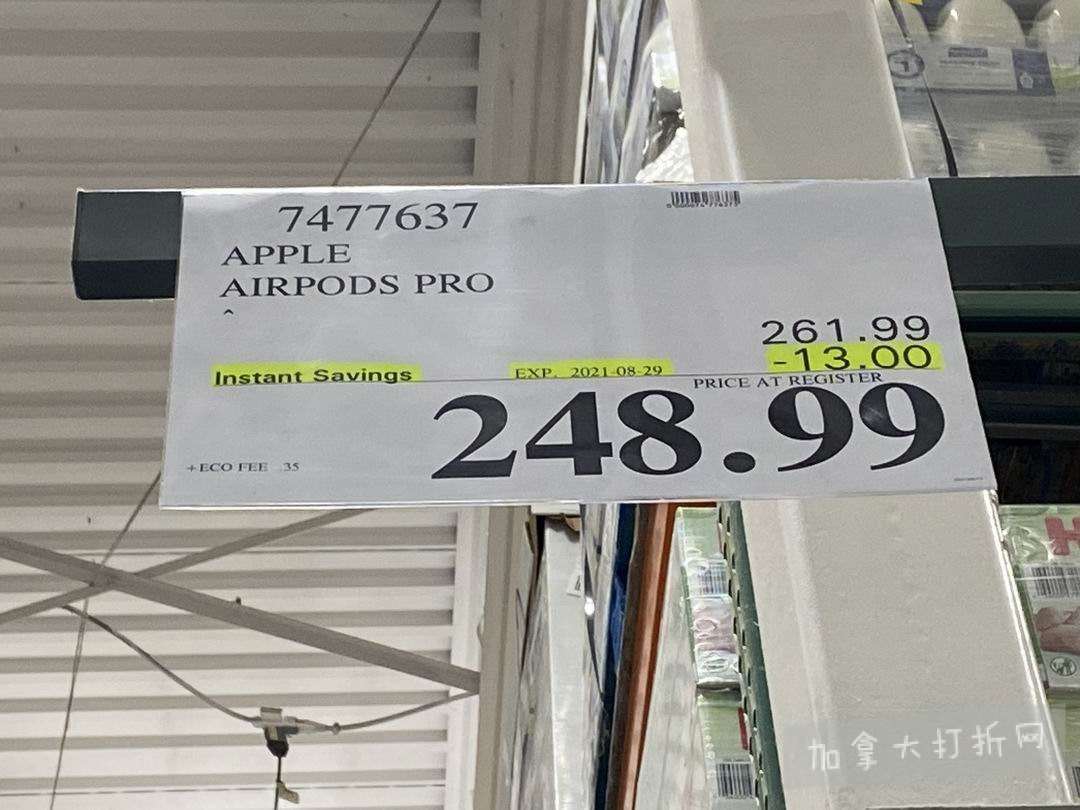 7477637
APPLE
AIRPODS PRO
^
261.99
-13.00
Instant Savings
EXP. 2021-08-29
PRICE AT REGISTER
248.99
+ECO FEE 35
加拿大打折网